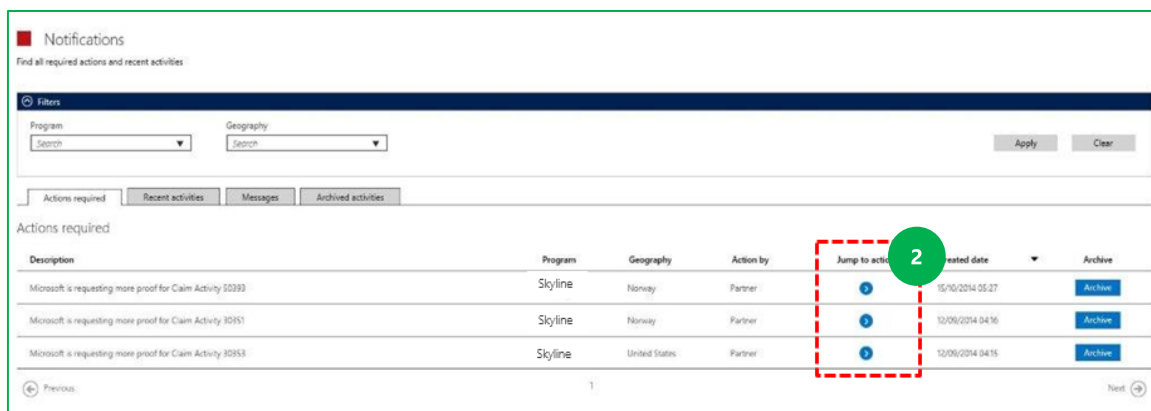 Notifications
Find all required actions and recent activities
Filters
Program Geography
Search Search Apply Clear
Actions required Recent activities Messages Archived activities
Actions required
Description Program Geography Action by Jump to actio 2 reated date Archive
Microsoft is requesting more proof for Claim Activity 50393 Skyline Norway Partner 15/10/2014 05:27 Archive
Microsoft is requesting more proof for Claim Activity 30351 Skyline Norway Partner 12/09/2014 04:16 Archive
Microsoft is requesting more proof for Claim Activity 30353 Skyline United States Partner 12/09/2014 04:15 Archive
Previous 1 Next